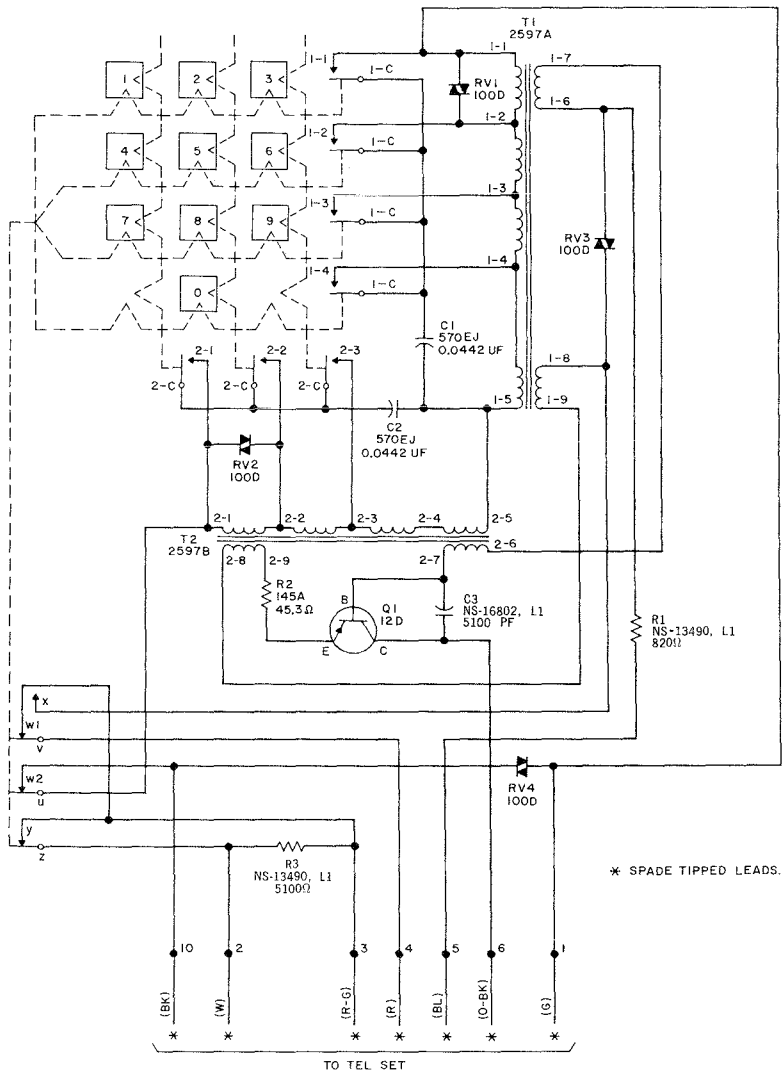 T1
2597A
1-1
1-1
1-7
1
2
3
1-C
RV1
100D
1-6
1-2
1-2
4
5
6
1-C
1-3
1-3
7
8
9
1-C
RV3
100D
1-4
1-4
0
1-C
C1
570EJ
0.0442 UF
2-1
2-2
2-3
1-8
2-C
2-C
2-C
1-5
1-9
C2
570EJ
0.0442 UF
RV2
100D
2-1
2-2
2-3
2-4
2-5
T2
2597B
2-6
2-8
2-9
2-7
R2
145A
45.3Ω
B
Q1
12D
E
C
C3
NS-16802, L1
5100 PF
R1
NS-13490, L1
820Ω
x
w1
v
w2
u
RV4
100D
y
z
R3
NS-13490, L1
5100Ω
* SPADE TIPPED LEADS.
10
2
3
4
5
6
1
(BK)
(W)
(R-G)
(R)
(BL)
(O-BK)
(G)
* * * * * * *
TO TEL SET